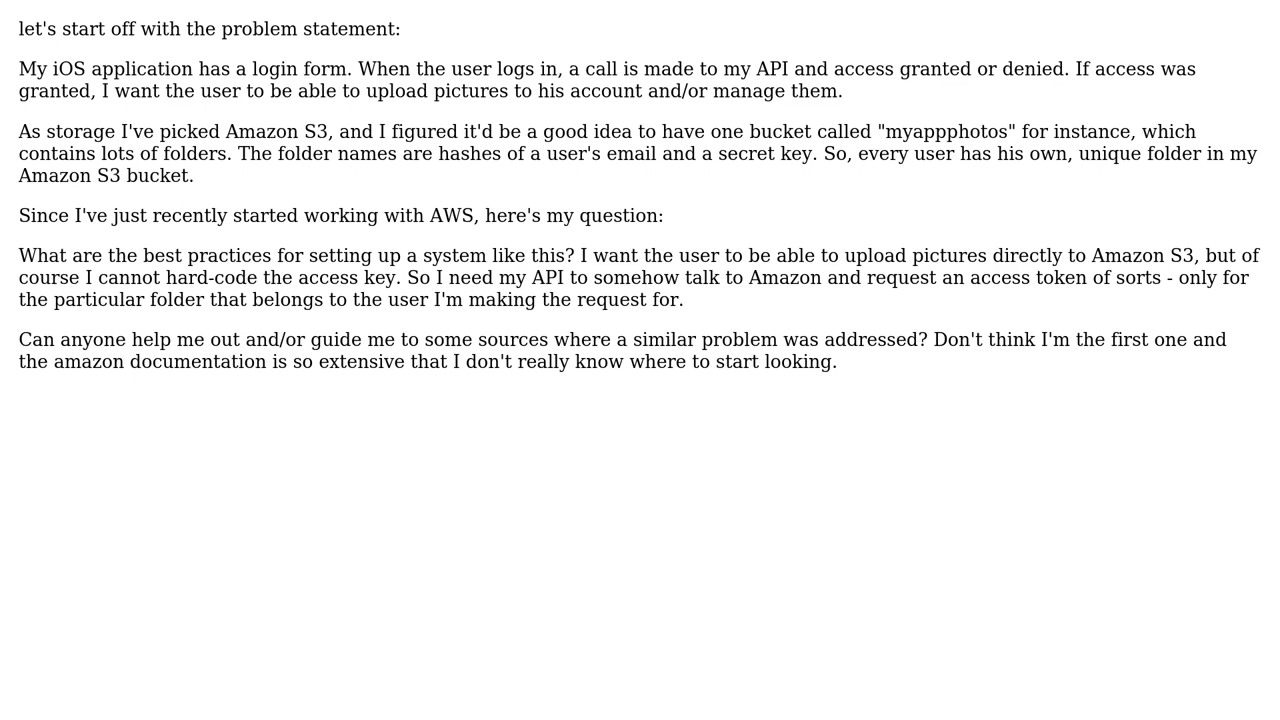 let's start off with the problem statement:
My iOS application has a login form. When the user logs in, a call is made to my API and access granted or denied. If access was
granted, I want the user to be able to upload pictures to his account and/or manage them.
As storage I've picked Amazon S3, and I figured it'd be a good idea to have one bucket called "myappphotos" for instance, which
contains lots of folders. The folder names are hashes of a user's email and a secret key. So, every user has his own, unique folder in my
Amazon S3 bucket.
Since I've just recently started working with AWS, here's my question:
What are the best practices for setting up a system like this? I want the user to be able to upload pictures directly to Amazon S3, but of
course I cannot hard-code the access key. So I need my API to somehow talk to Amazon and request an access token of sorts - only for
the particular folder that belongs to the user I'm making the request for.
Can anyone help me out and/or guide me to some sources where a similar problem was addressed? Don't think I'm the first one and
the amazon documentation is so extensive that I don't really know where to start looking.